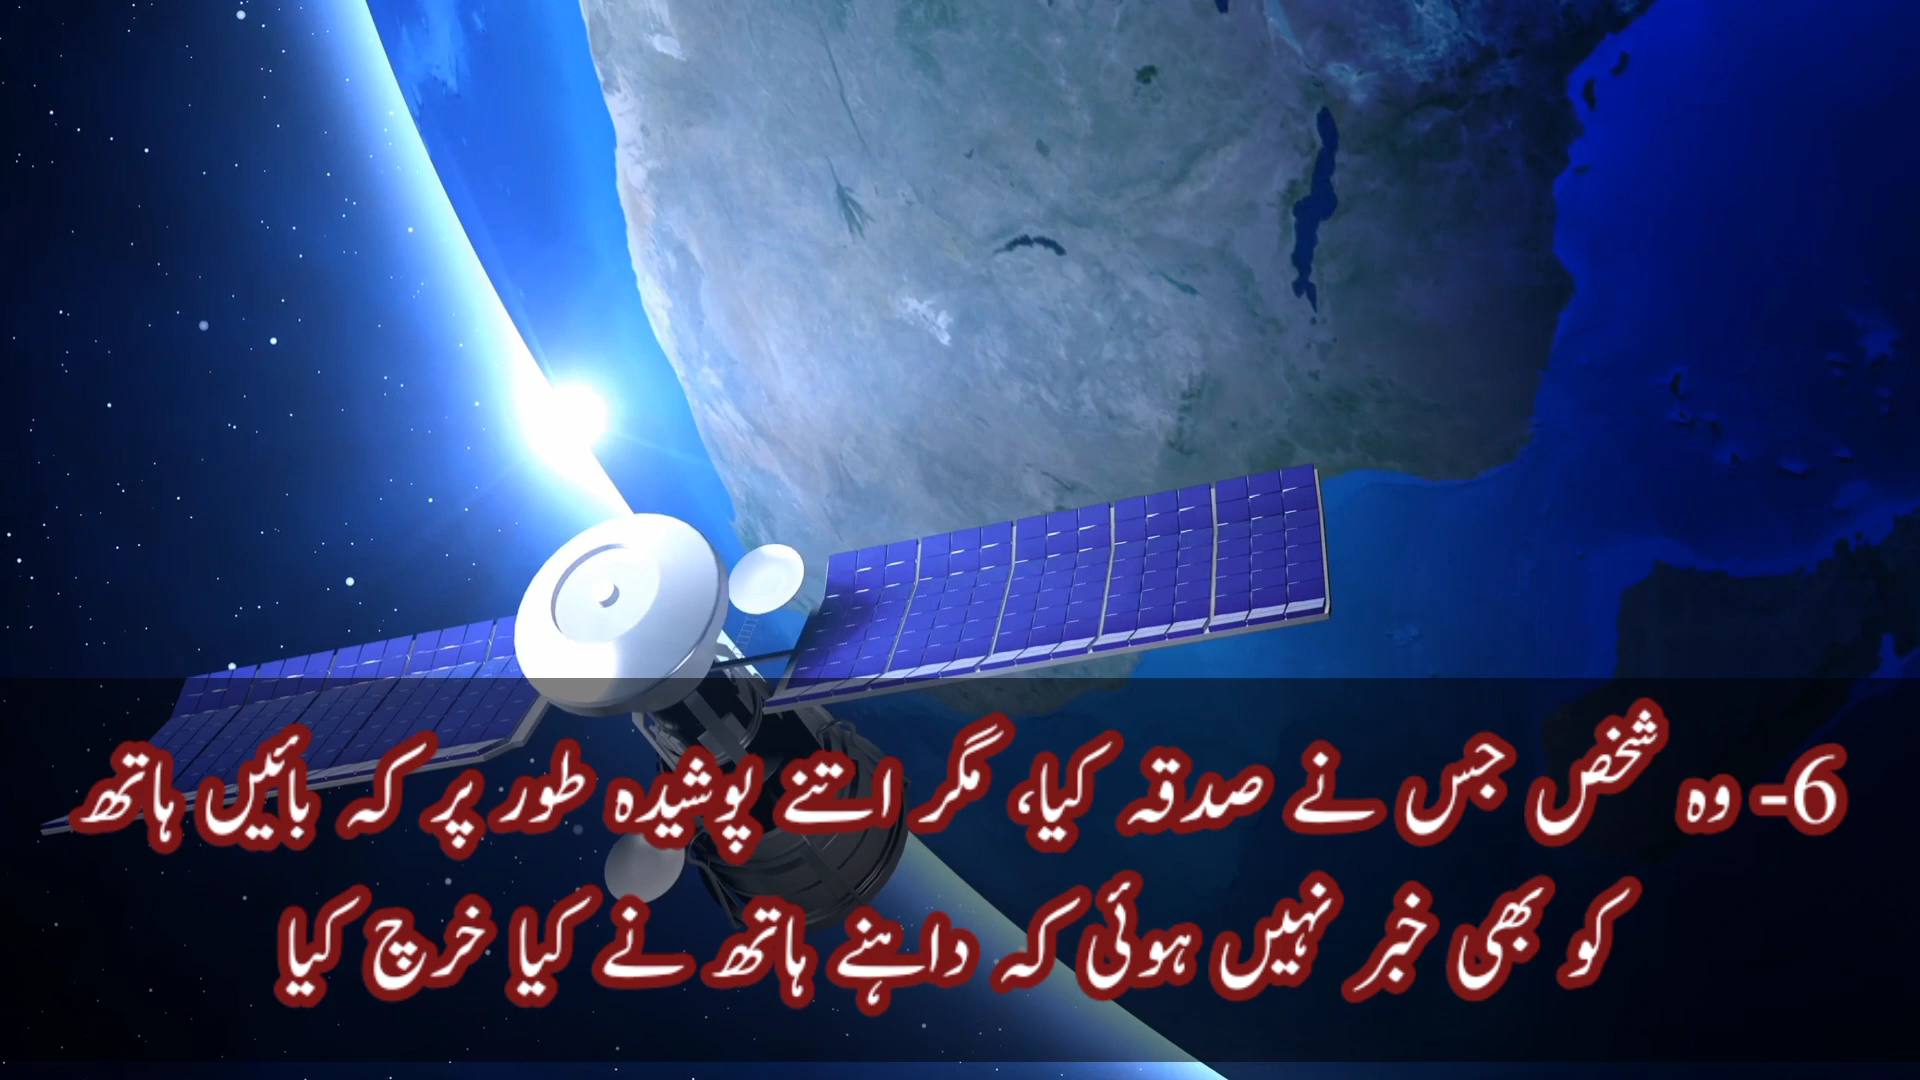 6- وہ شخص جس نے صدقہ کیا، مگر اتنے پوشیدہ طور پر کہ بائیں ہاتھ
کو بھی خبر نہیں ہوئی کہ داہنے ہاتھ نے کیا خرچ کیا